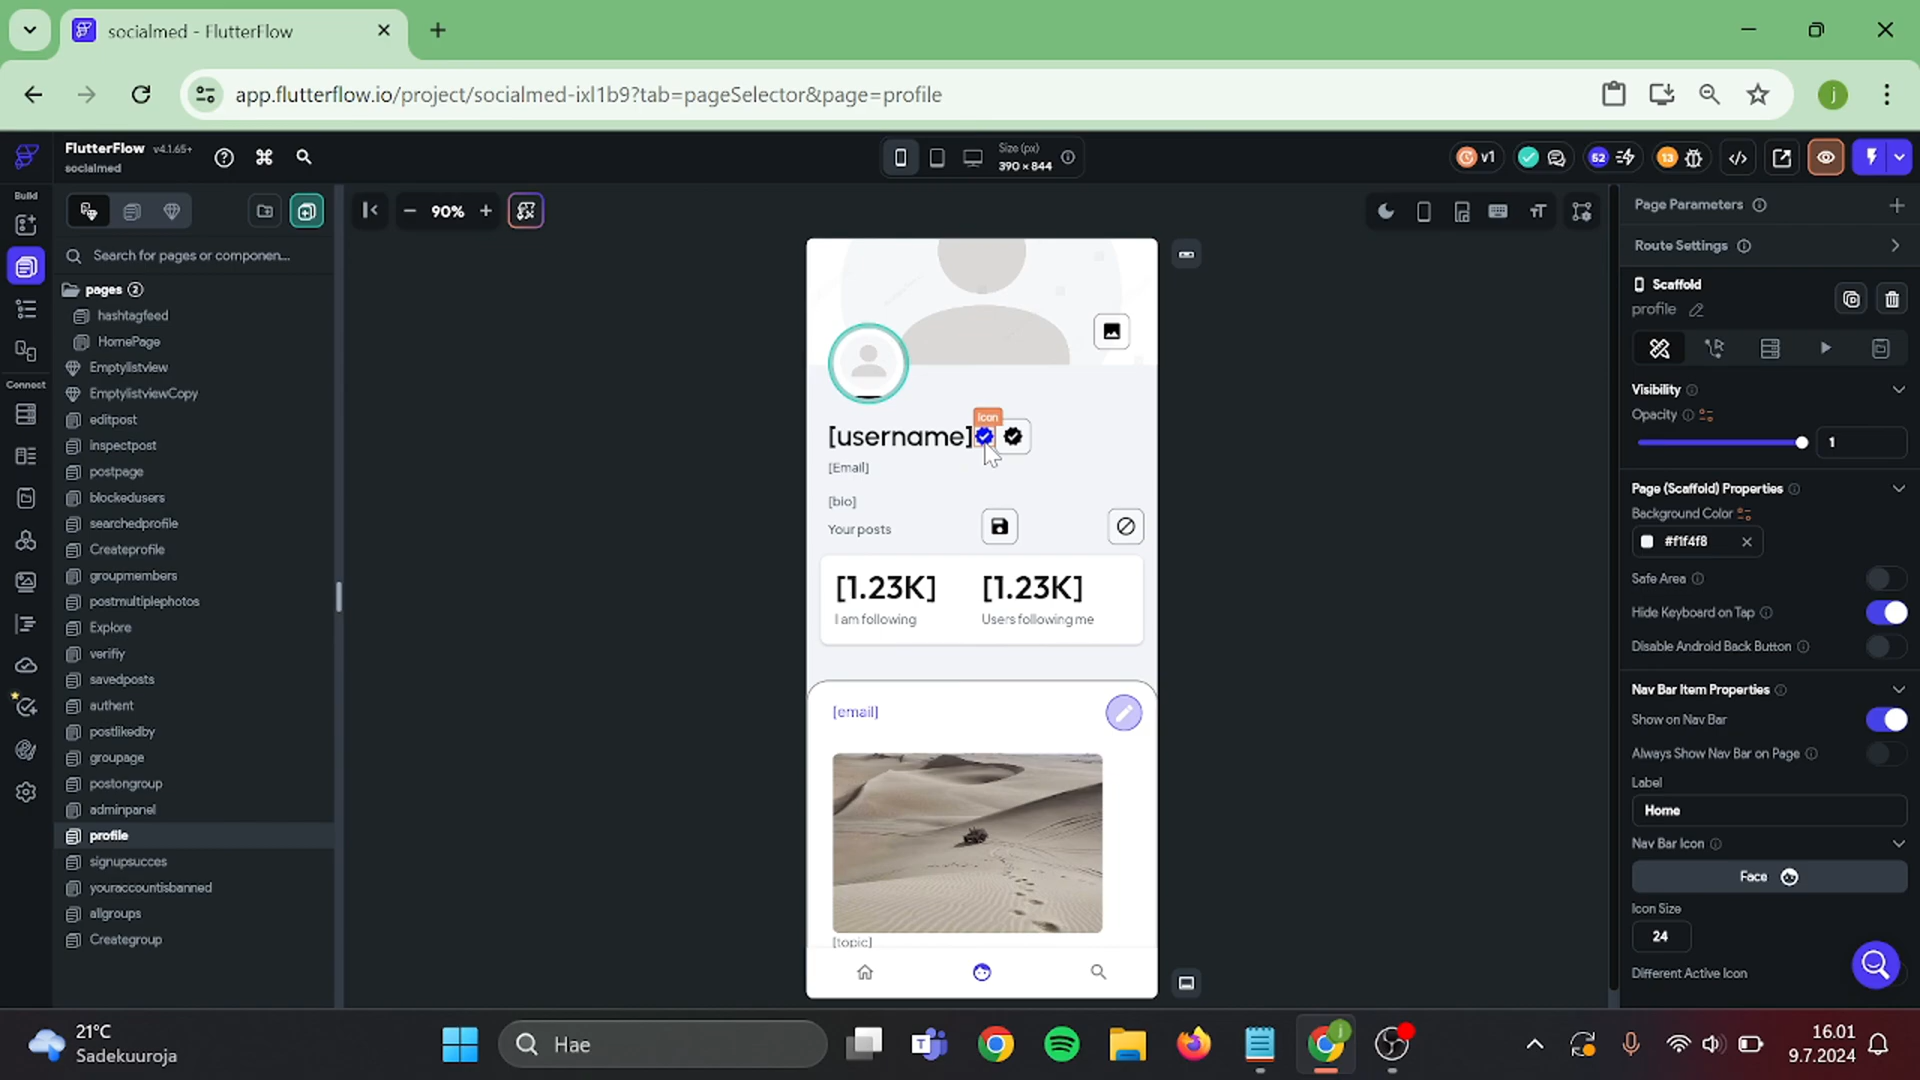 socialmed - FlutterFlow
app.flutterflow.io/project/socialmed-ixl1b9?tab=pageSelector&page=profile
j
FlutterFlow v4.1.65+
socialmed
Size (px)
390 × 844
v1
52
13
Build
Connect
90%
Search for pages or componen...
pages 2
hashtagfeed
HomePage
Emptylistview
EmptylistviewCopy
editpost
inspectpost
postpage
blockedusers
searchedprofile
Createprofile
groupmembers
postmultiplephotos
Explore
verifiy
savedposts
authent
postlikedby
groupage
postongroup
adminpanel
profile
signupsucces
youraccountisbanned
allgroups
Creategroup
Icon
[username]
[Email]
[bio]
Your posts
[1.23K] [1.23K]
I am following Users following me
[email]
[topic]
Page Parameters
Route Settings
Scaffold
profile
Visibility
Opacity
1
Page (Scaffold) Properties
Background Color
#f1f4f8
Safe Area
Hide Keyboard on Tap
Disable Android Back Button
Nav Bar Item Properties
Show on Nav Bar
Always Show Nav Bar on Page
Label
Home
Nav Bar Icon
Face
Icon Size
24
Different Active Icon
21°C
Sadekuuroja
Hae
j
16.01
9.7.2024